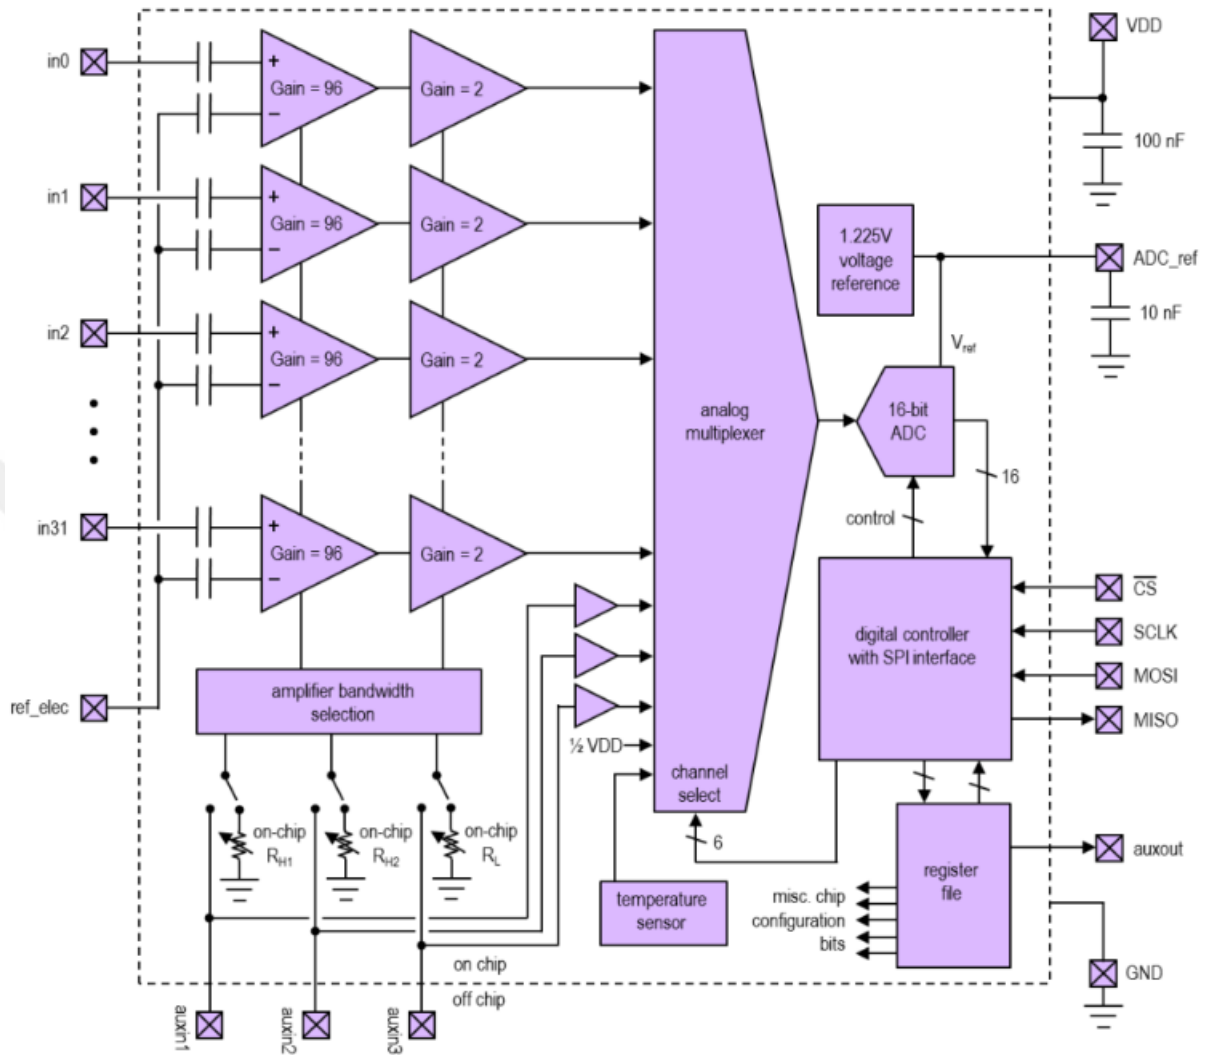 in0
+
Gain = 96
−
Gain = 2
VDD
100 nF
in1
+
Gain = 96
−
Gain = 2
1.225V
voltage
reference
ADC_ref
10 nF
in2
+
Gain = 96
−
Gain = 2
Vref
analog
multiplexer
16-bit
ADC
16
control
in31
+
Gain = 96
−
Gain = 2
CS
SCLK
MOSI
MISO
digital controller
with SPI interface
ref_elec
amplifier bandwidth
selection
½ VDD
channel
select
6
on-chip
RH1
on-chip
RH2
on-chip
RL
temperature
sensor
register
file
auxout
misc. chip
configuration
bits
on chip
off chip
GND
auxin1
auxin2
auxin3